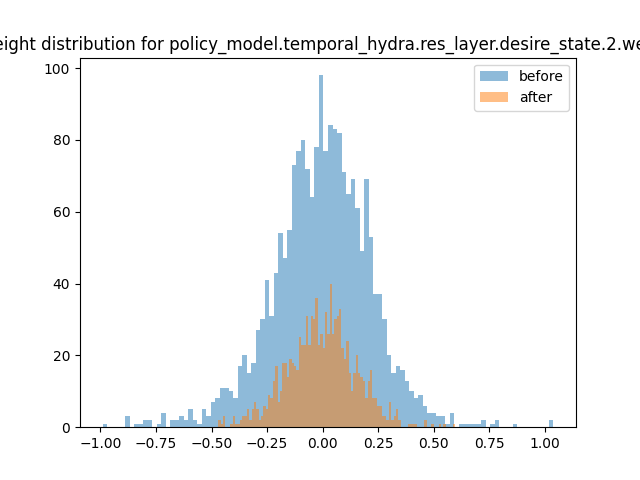 eight distribution for policy_model.temporal_hydra.res_layer.desire_state.2.we
before
after
100
80
60
40
20
0
−1.00 −0.75 −0.50 −0.25 0.00 0.25 0.50 0.75 1.00